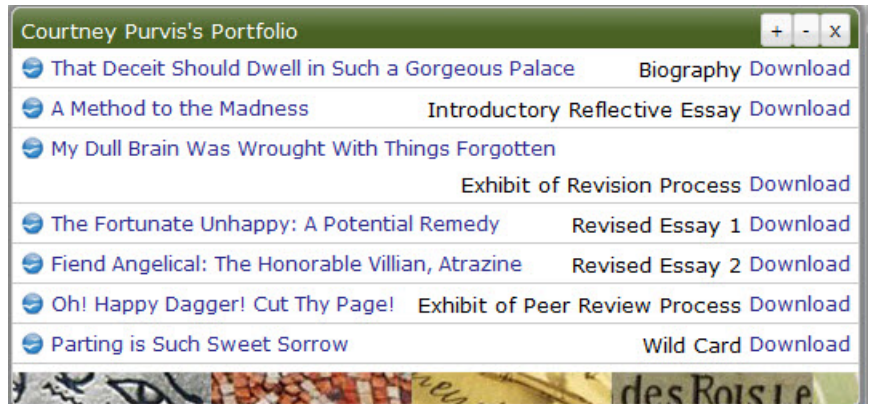 Courtney Purvis's Portfolio + - x
That Deceit Should Dwell in Such a Gorgeous Palace Biography Download
A Method to the Madness Introductory Reflective Essay Download
My Dull Brain Was Wrought With Things Forgotten
Exhibit of Revision Process Download
The Fortunate Unhappy: A Potential Remedy Revised Essay 1 Download
Fiend Angelical: The Honorable Villian, Atrazine Revised Essay 2 Download
Oh! Happy Dagger! Cut Thy Page! Exhibit of Peer Review Process Download
Parting is Such Sweet Sorrow Wild Card Download
des